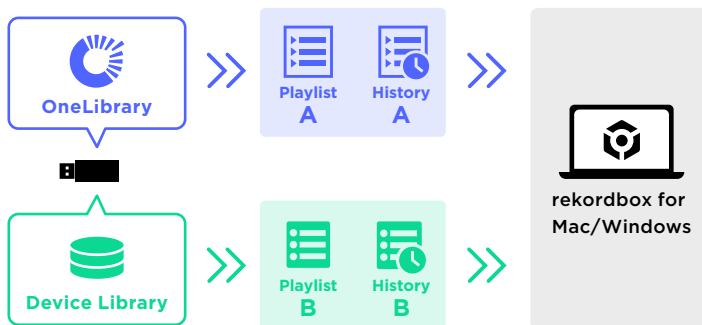 OneLibrary
Playlist
A
History
A
Device Library
Playlist
B
History
B
rekordbox for
Mac/Windows